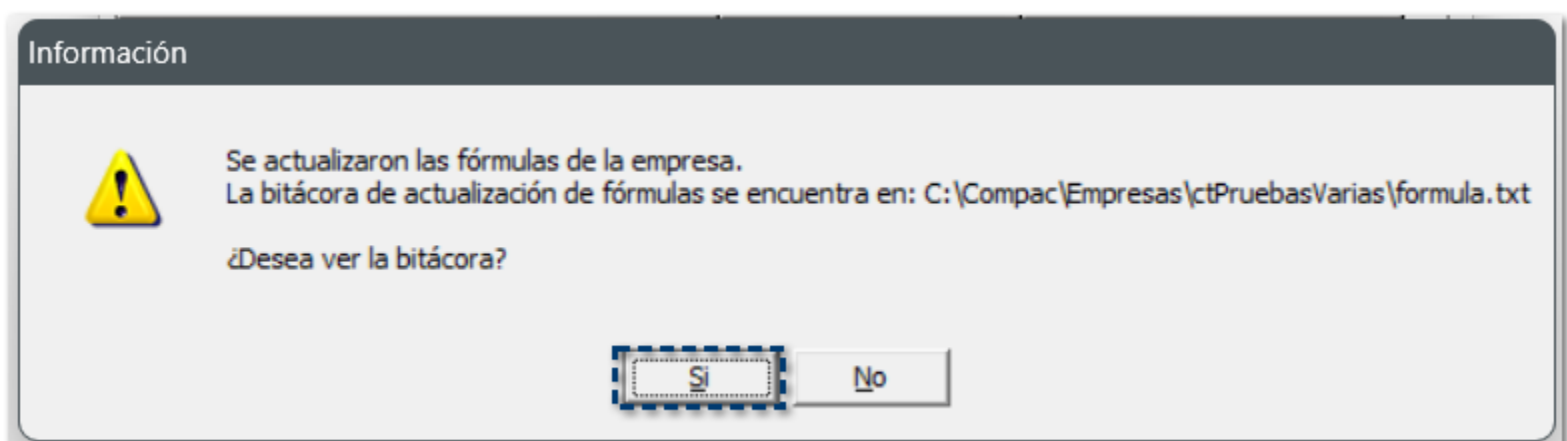 Información
Se actualizaron las fórmulas de la empresa.
La bitácora de actualización de fórmulas se encuentra en: C:\Compac\Empresas\ctPruebasVarias\formula.txt
¿Desea ver la bitácora?
Si No